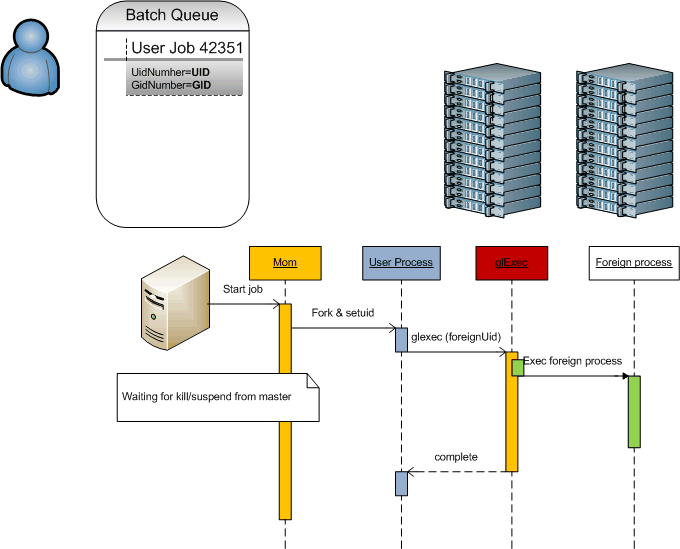 Batch Queue
User Job 42351
UidNumher=UID
GidNumber=GID
Mom
User Process
glExec
Foreign process
Start job
Fork & setuid
glexec (foreignUid)
Exec foreign process
Waiting for kill/suspend from master
complete